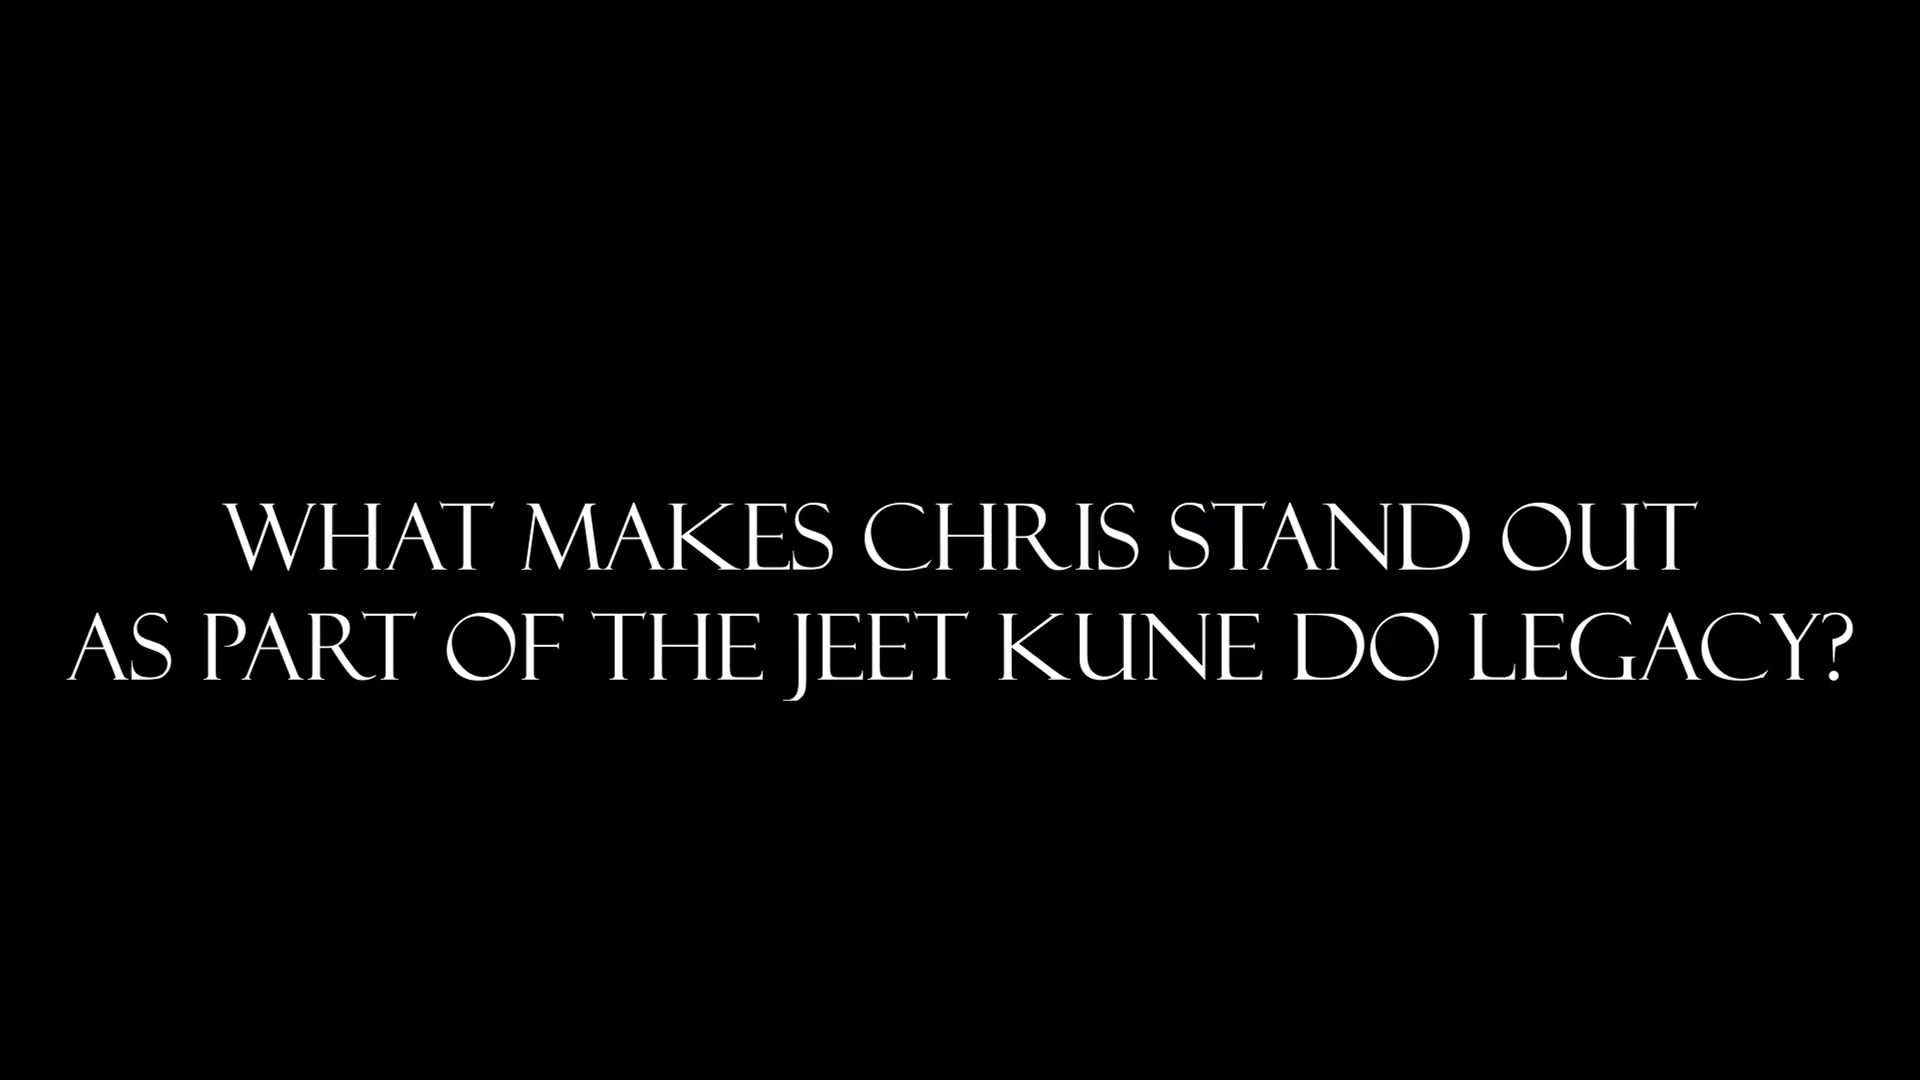 WHAT MAKES CHRIS STAND OUT
AS PART OF THE JEET KUNE DO LEGACY?